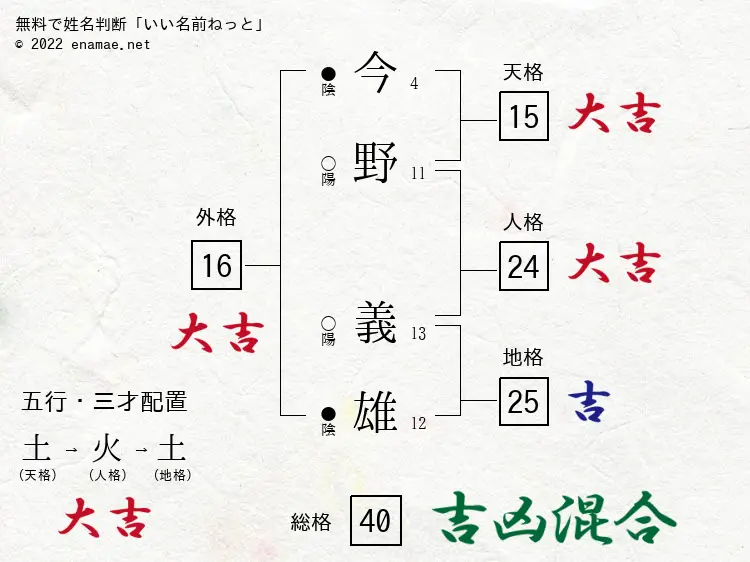 無料で姓名判断「いい名前ねっと」
© 2022 enamae.net
●陰 今 4
○陽 野 11
○陽 義 13
●陰 雄 12
天格
15 大吉
人格
24 大吉
地格
25 吉
外格
16
大吉
五行・三才配置
土→火→土
(天格) (人格) (地格)
大吉
総格 40 吉凶混合